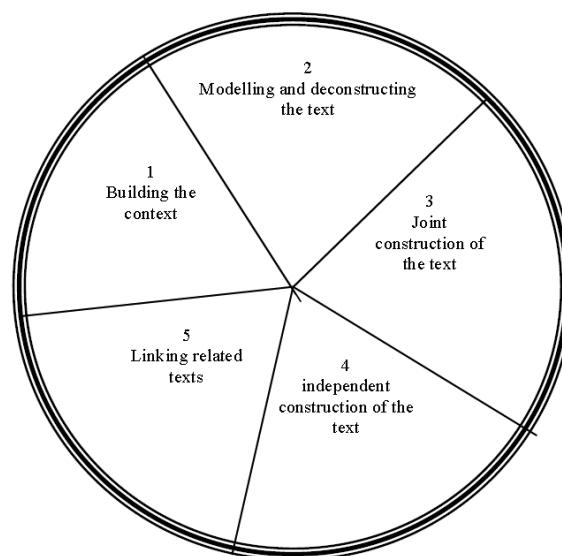 1
Building the
context
2
Modelling and deconstructing
the text
3
Joint
construction of
the text
4
independent
construction of the
text
5
Linking related
texts